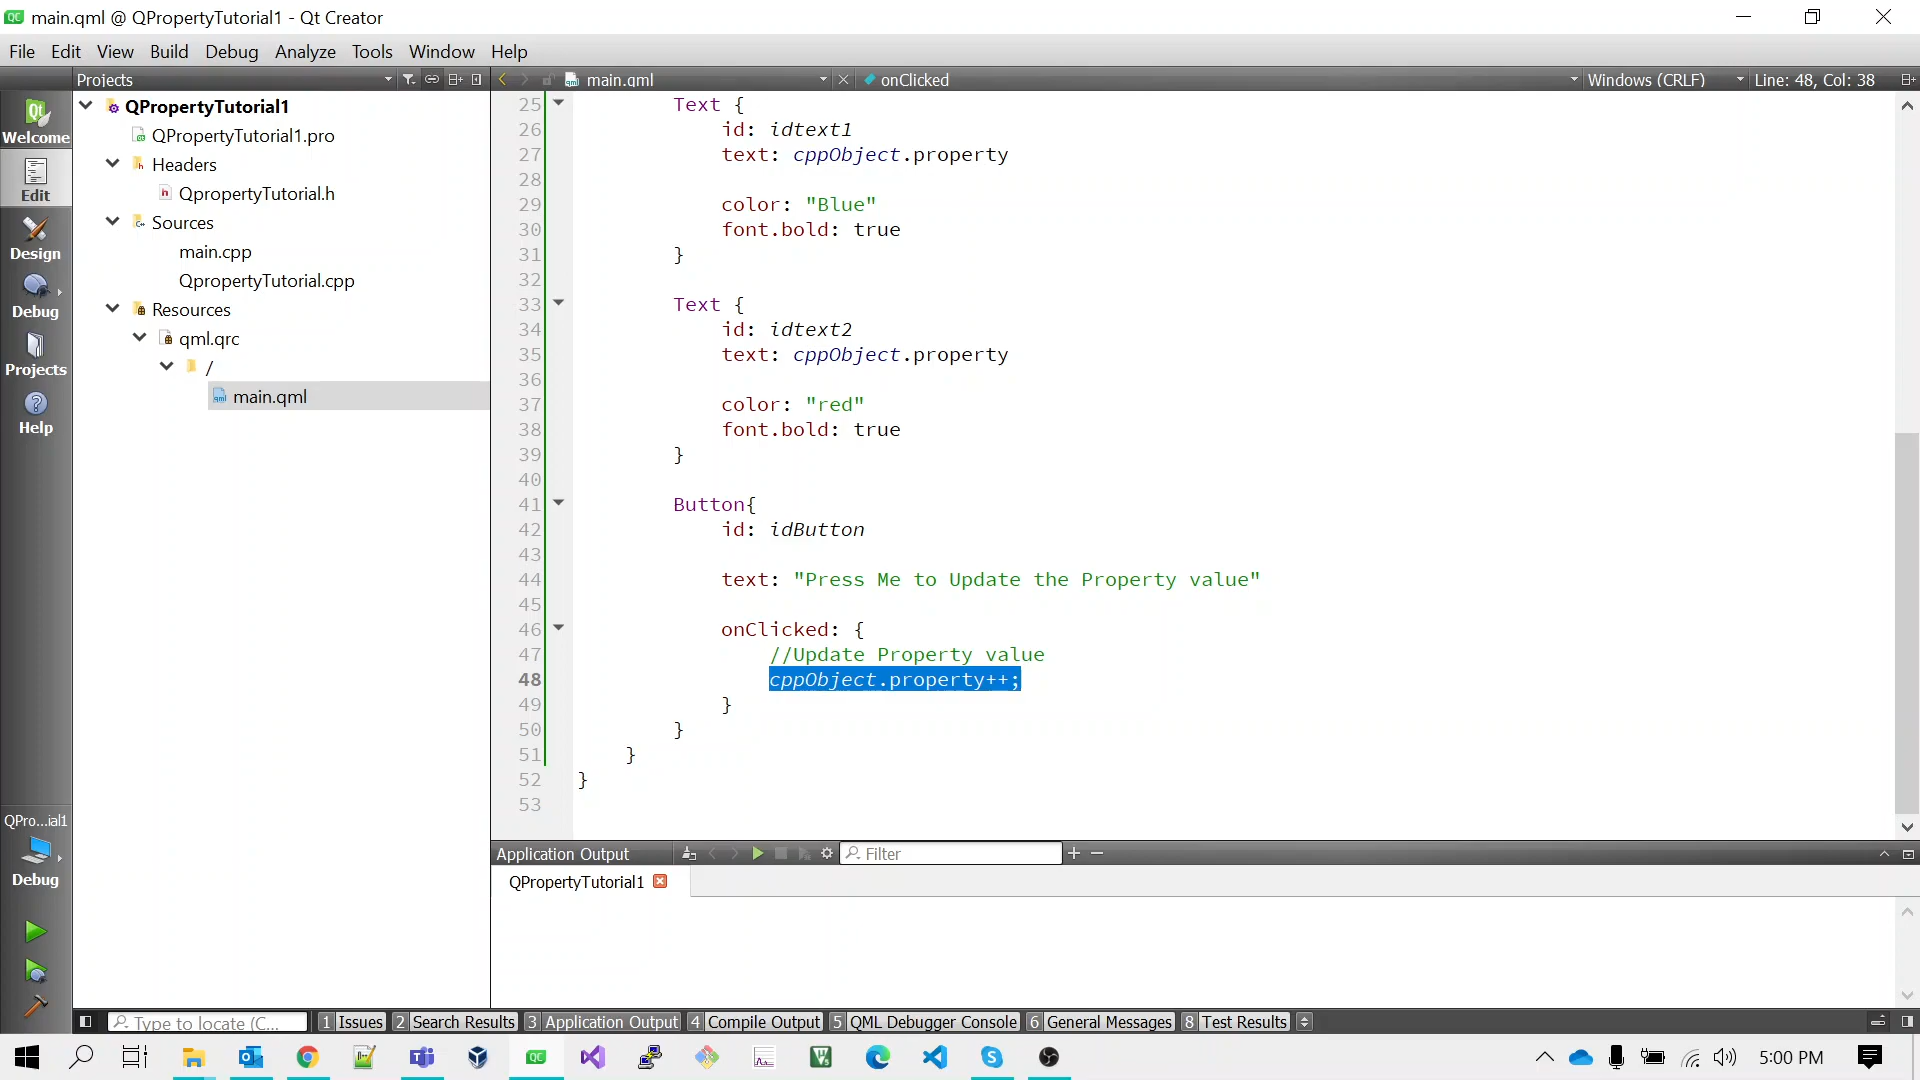 QC main.qml @ QPropertyTutorial1 - Qt Creator
File Edit View Build Debug Analyze Tools Window Help
Projects
main.qml
onClicked
Windows (CRLF)
Line: 48, Col: 38
Welcome
Edit
Design
Debug
Projects
Help
QPropertyTutorial1
QPropertyTutorial1.pro
Headers
QpropertyTutorial.h
Sources
main.cpp
QpropertyTutorial.cpp
Resources
qml.qrc
/
main.qml
25 Text {
26 id: idtext1
27 text: cppObject.property
28
29 color: "Blue"
30 font.bold: true
31 }
32
33 Text {
34 id: idtext2
35 text: cppObject.property
36
37 color: "red"
38 font.bold: true
39 }
40
41 Button{
42 id: idButton
43
44 text: "Press Me to Update the Property value"
45
46 onClicked: {
47 //Update Property value
48 cppObject.property++;
49 }
50 }
51 }
52 }
53
QPro...ial1
Debug
Application Output
Filter
QPropertyTutorial1
Type to locate (C...
1 Issues 2 Search Results 3 Application Output 4 Compile Output 5 QML Debugger Console 6 General Messages 8 Test Results
5:00 PM